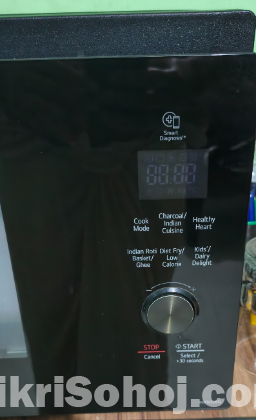 Smart
Diagnosis™
88:88
Cook
Mode
Charcoal/
Indian
Cuisine
Healthy
Heart
Indian Roti
Basket/
Ghee
Diet Fry/
Low
Calorie
Kids'/
Dairy
Delight
STOP
Cancel
START
Select /
+30 seconds
ikriSohoj.com